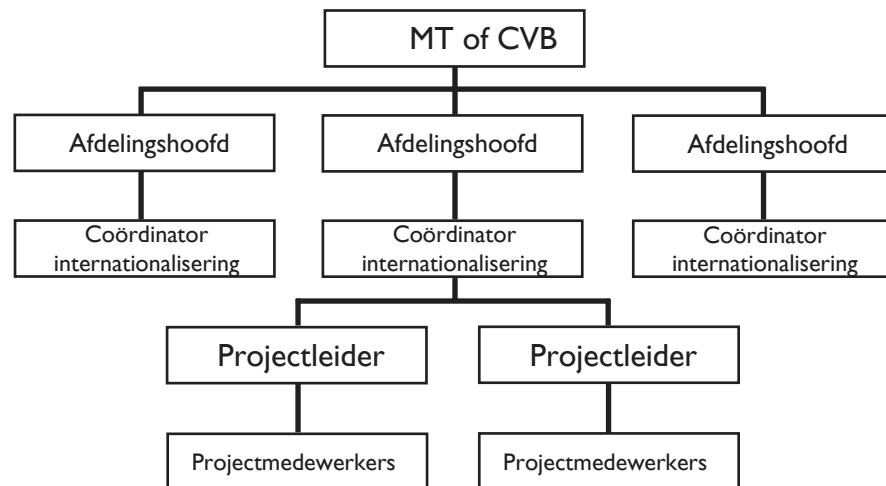 MT of CVB
Afdelingshoofd
Afdelingshoofd
Afdelingshoofd
Coördinator
internationalisering
Coördinator
internationalisering
Coördinator
internationalisering
Projectleider
Projectleider
Projectmedewerkers
Projectmedewerkers